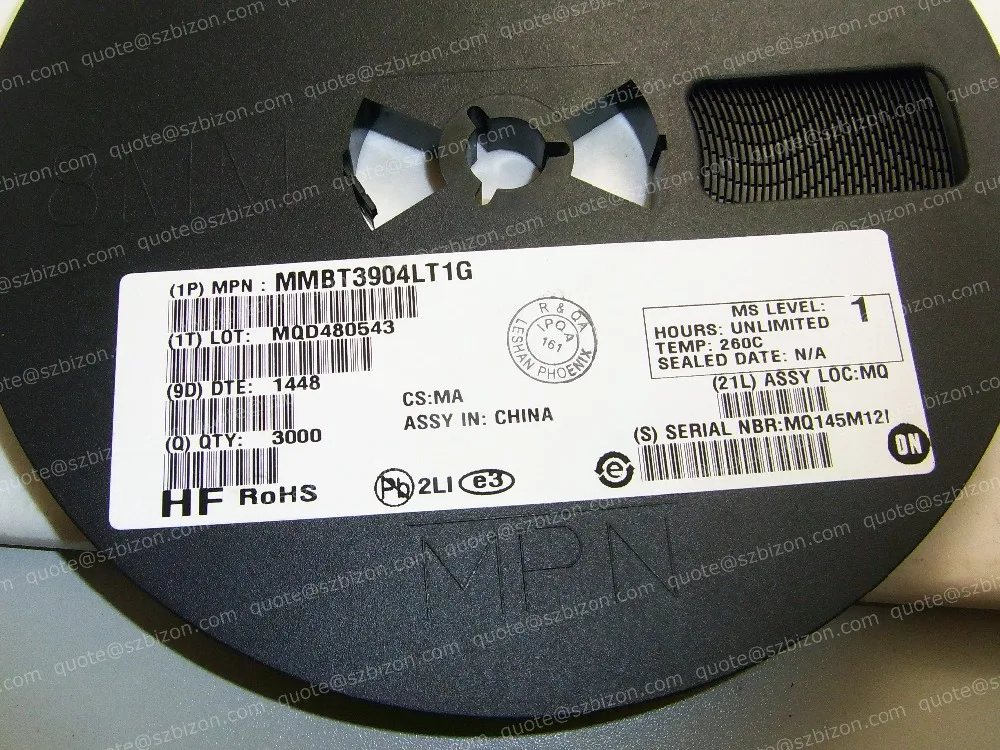 8MM
(1P) MPN : MMBT3904LT1G
(1T) LOT: MQD480543
(9D) DTE: 1448
(Q) QTY: 3000
HF RoHS
Pb 2LI e3
CS:MA
ASSY IN: CHINA
R & QA
IPQA
161
LESHAN PHOENIX
MS LEVEL: 1
HOURS: UNLIMITED
TEMP: 260C
SEALED DATE: N/A
(21L) ASSY LOC:MQ
(S) SERIAL NBR:MQ145M12I
e
ON
MPN
quote@szbizon.com